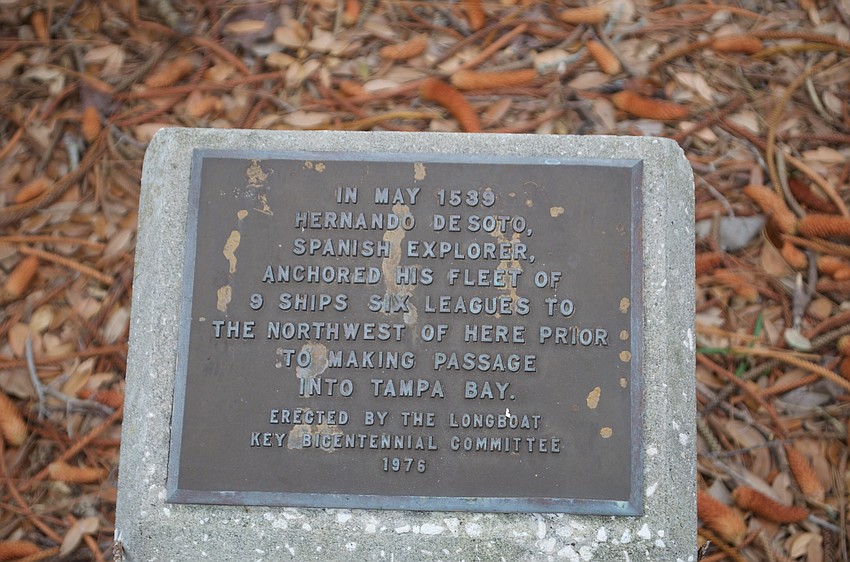 IN MAY 1539
HERNANDO DE SOTO,
SPANISH EXPLORER,
ANCHORED HIS FLEET OF
9 SHIPS SIX LEAGUES TO
THE NORTHWEST OF HERE PRIOR
TO MAKING PASSAGE
INTO TAMPA BAY.
ERECTED BY THE LONGBOAT
KEY BICENTENNIAL COMMITTEE
1976